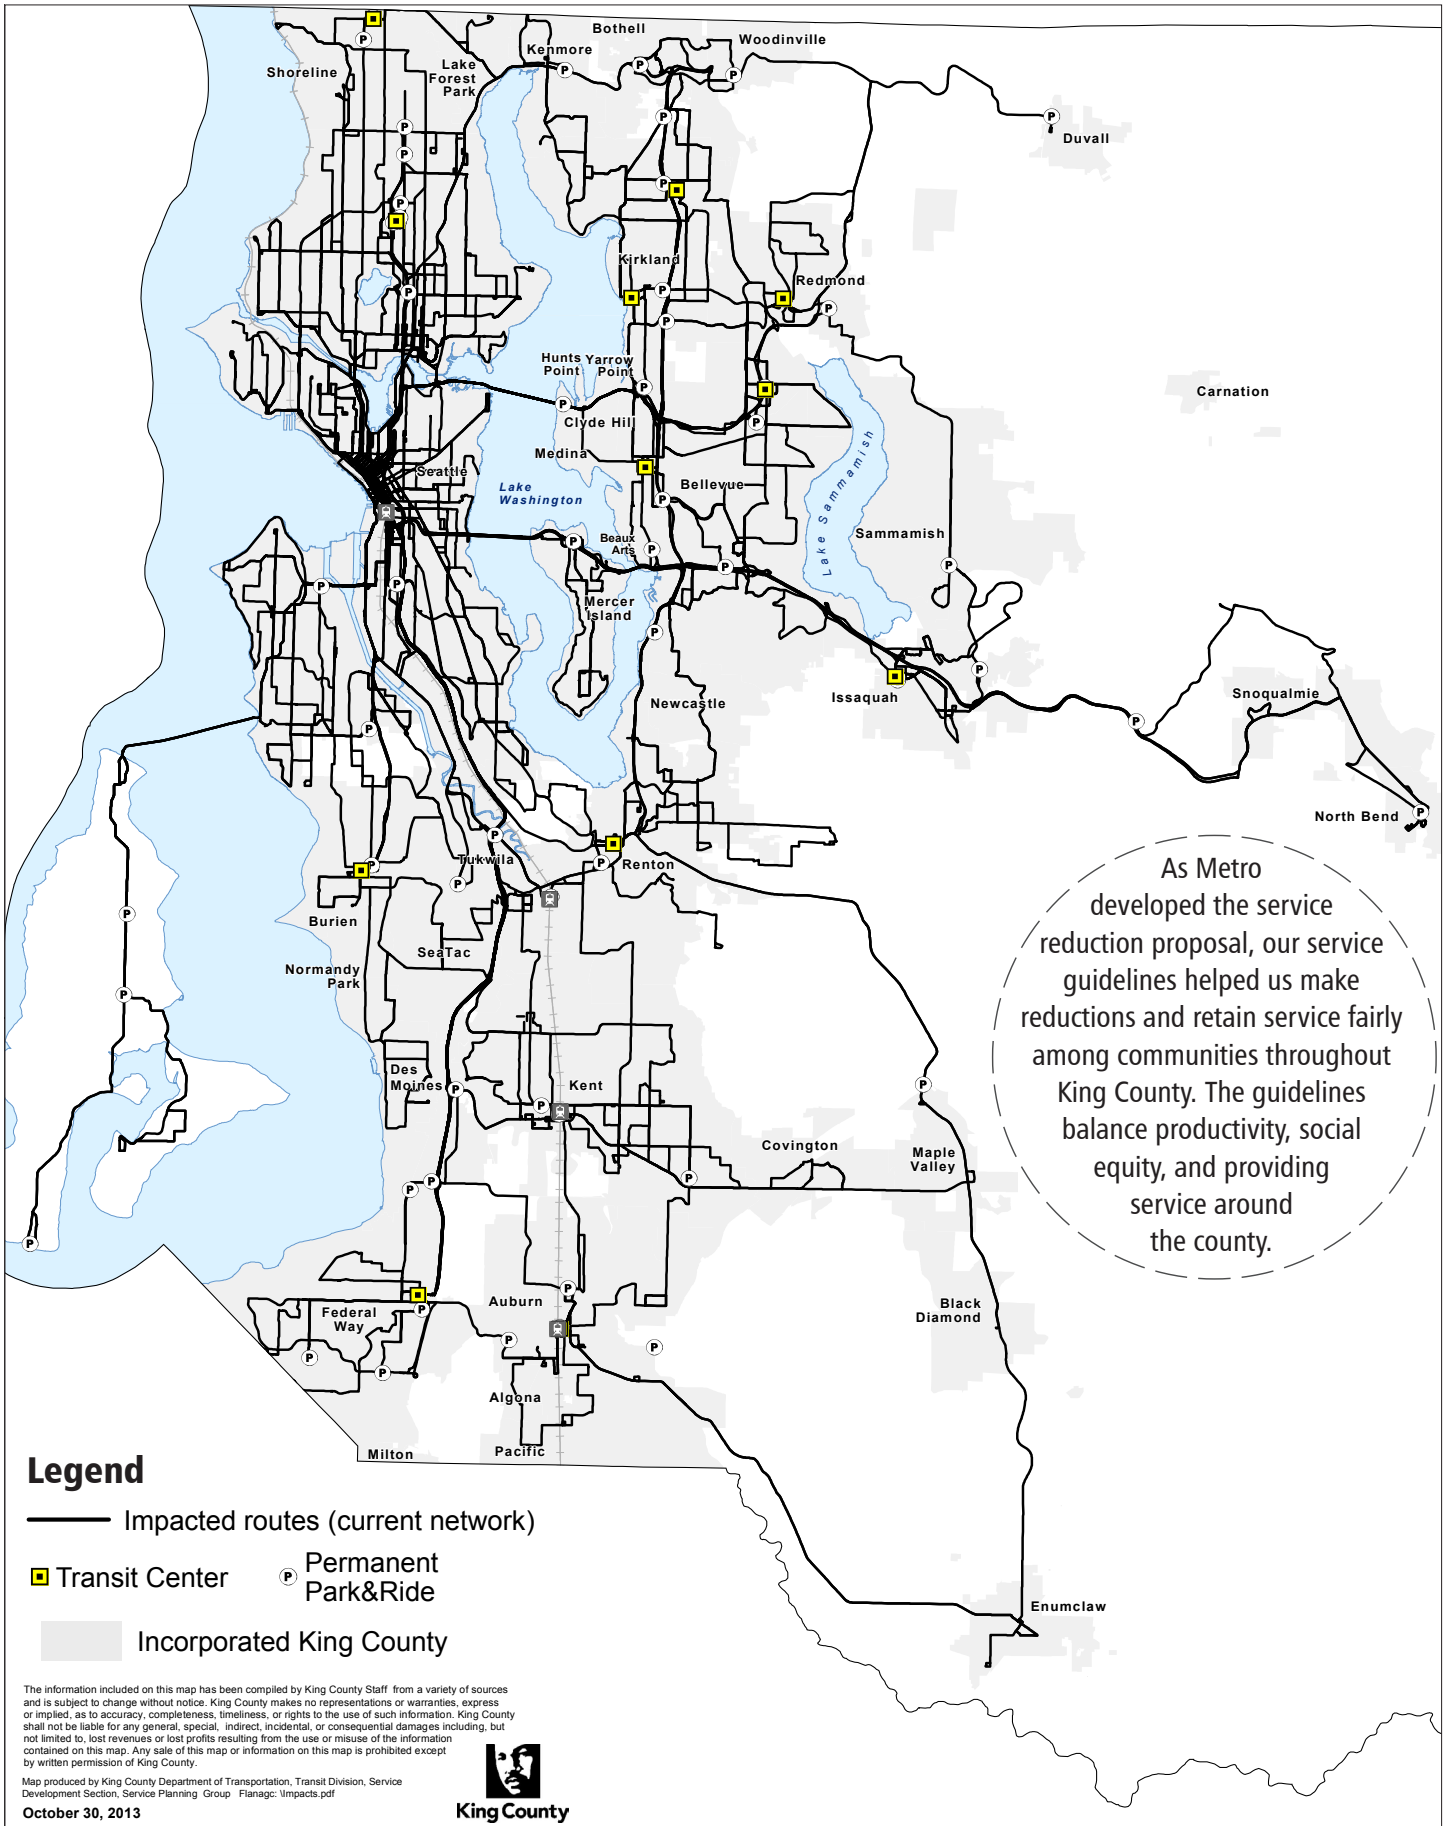 Bothell
Woodinville
Kenmore
Shoreline
Lake
Forest
Park
Duvall
Kirkland
Redmond
Hunts
Point
Yarrow
Point
Carnation
Clyde Hill
Medina
Seattle
Lake
Washington
Bellevue
Lake Sammamish
Sammamish
Beaux
Arts
Mercer
Island
Newcastle
Issaquah
Snoqualmie
North Bend
Tukwila
Renton
Burien
SeaTac
Normandy
Park
Des
Moines
Kent
Covington
Maple
Valley
Black
Diamond
Auburn
Federal
Way
Algona
Pacific
Milton
Enumclaw
As Metro
developed the service
reduction proposal, our service
guidelines helped us make
reductions and retain service fairly
among communities throughout
King County. The guidelines
balance productivity, social
equity, and providing
service around
the county.
Legend
Impacted routes (current network)
Transit Center
P Permanent
Park&Ride
Incorporated King County
The information included on this map has been compiled by King County Staff from a variety of sources
and is subject to change without notice. King County makes no representations or warranties, express
or implied, as to accuracy, completeness, timeliness, or rights to the use of such information. King County
shall not be liable for any general, special, indirect, incidental, or consequential damages including, but
not limited to, lost revenues or lost profits resulting from the use or misuse of the information
contained on this map. Any sale of this map or information on this map is prohibited except
by written permission of King County.
Map produced by King County Department of Transportation, Transit Division, Service
Development Section, Service Planning Group Flanagc: \Impacts.pdf
October 30, 2013
King County